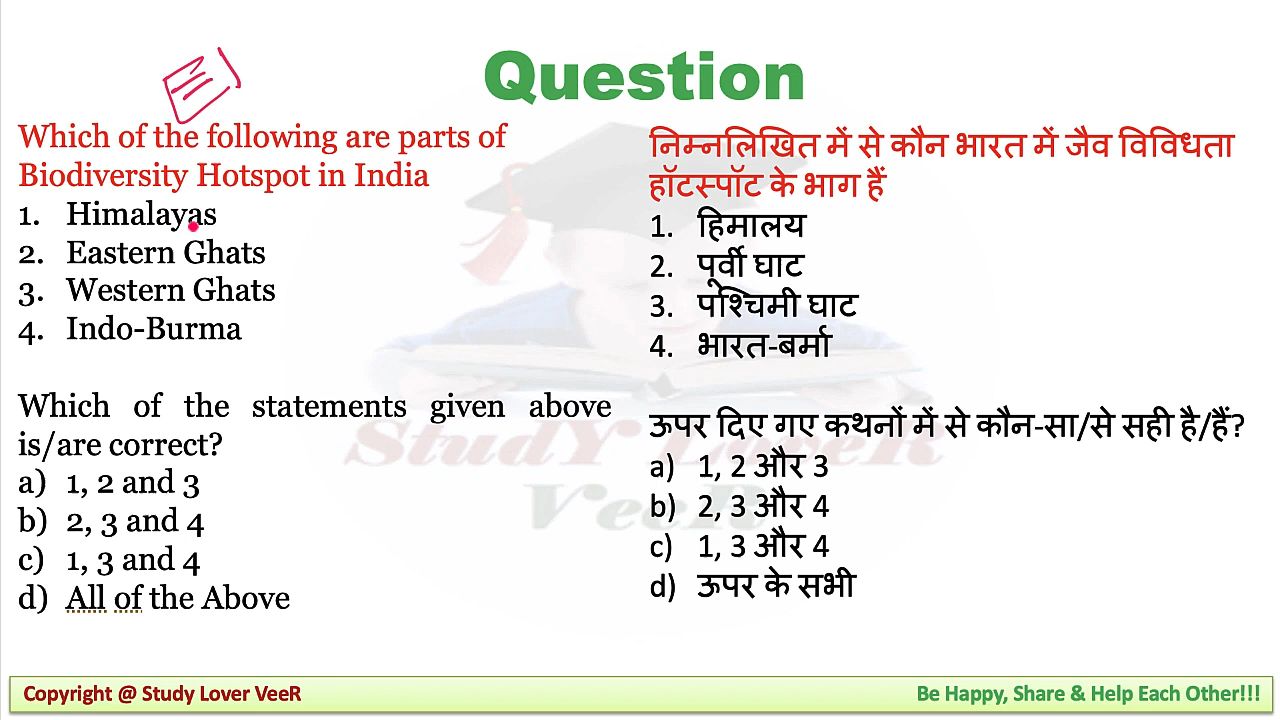 Question
Which of the following are parts of
Biodiversity Hotspot in India
1. Himalayas
2. Eastern Ghats
3. Western Ghats
4. Indo-Burma
Which of the statements given above
is/are correct?
a) 1, 2 and 3
b) 2, 3 and 4
c) 1, 3 and 4
d) All of the Above
निम्नलिखित में से कौन भारत में जैव विविधता
हॉटस्पॉट के भाग हैं
1. हिमालय
2. पूर्वी घाट
3. पश्चिमी घाट
4. भारत-बर्मा
ऊपर दिए गए कथनों में से कौन-सा/से सही है/हैं?
a) 1, 2 और 3
b) 2, 3 और 4
c) 1, 3 और 4
d) ऊपर के सभी
StudY LoveR
VeeR
Copyright @ Study Lover VeeR
Be Happy, Share & Help Each Other!!!